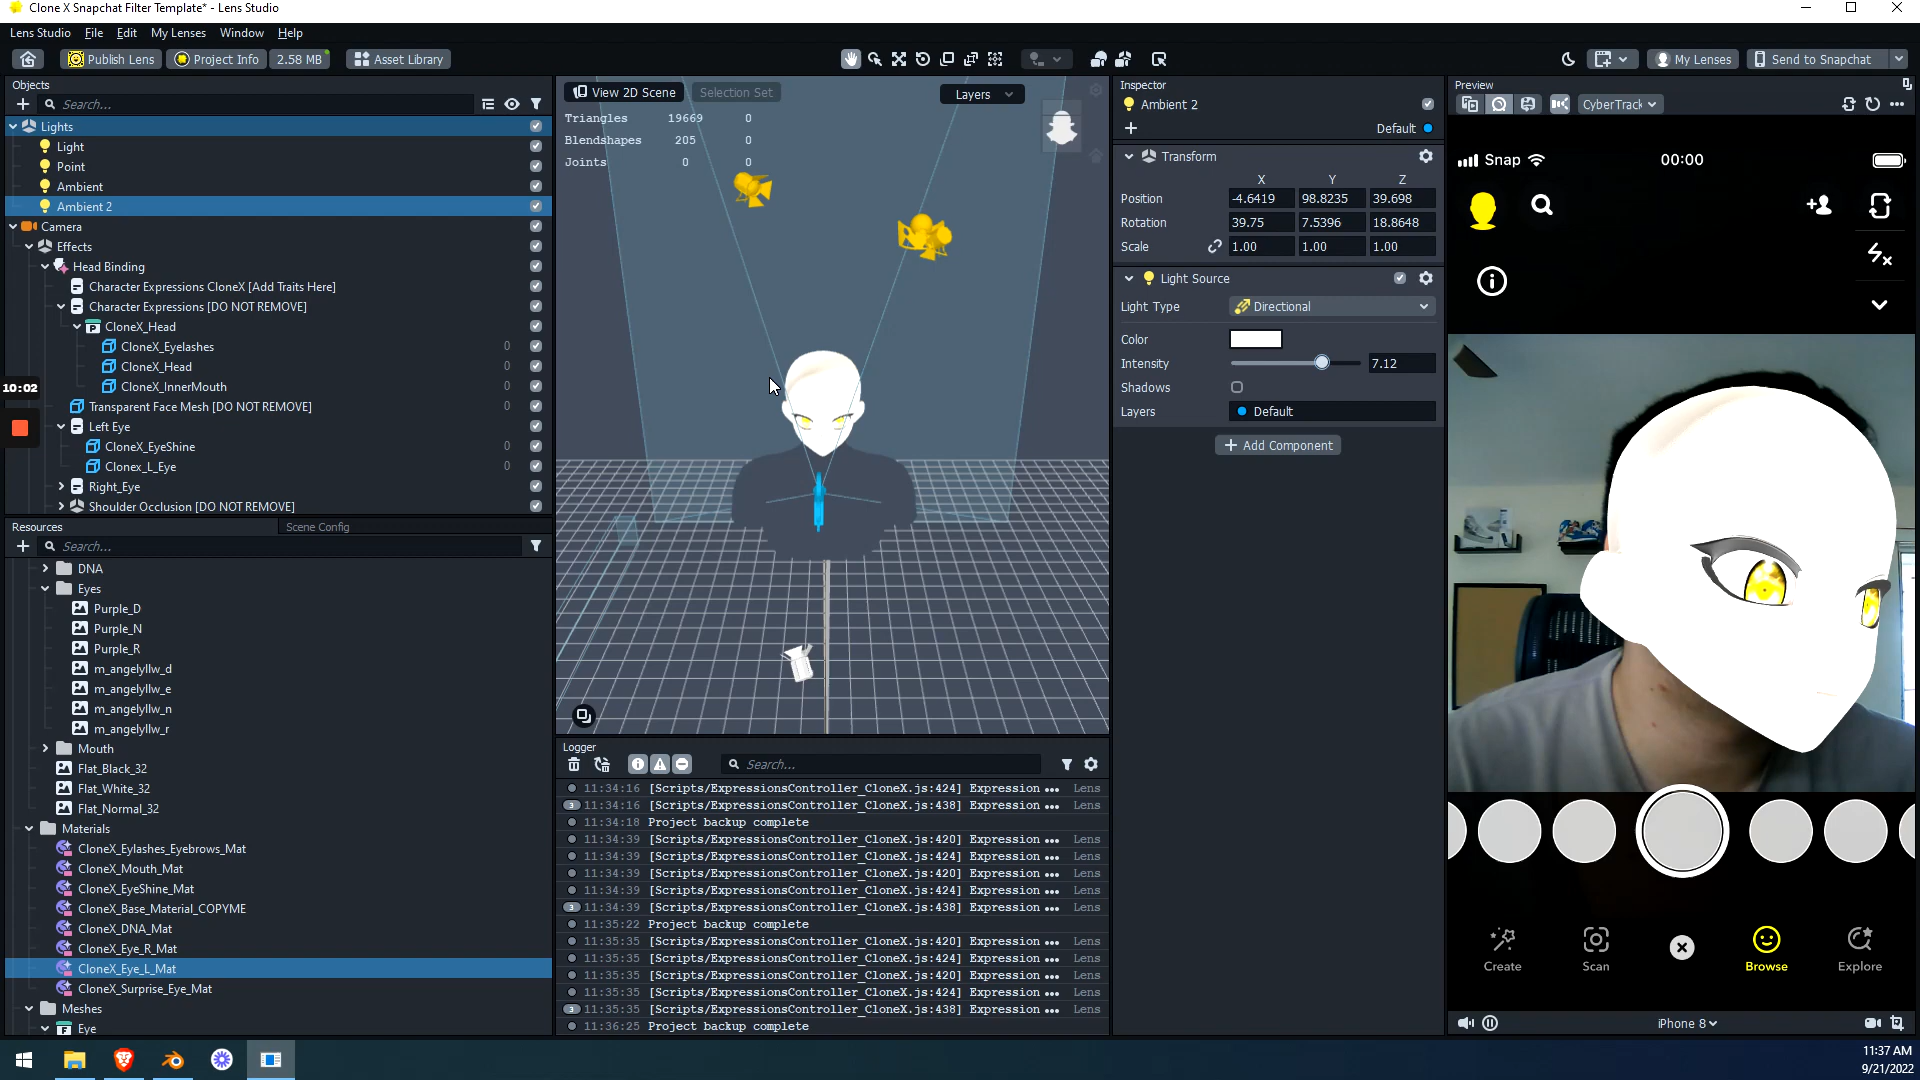 Clone X Snapchat Filter Template* - Lens Studio
Lens Studio File Edit My Lenses Window Help
Publish Lens Project Info 2.58 MB Asset Library My Lenses Send to Snapchat
Objects
Search...
Lights
Light
Point
Ambient
Ambient 2
Camera
Effects
Head Binding
Character Expressions CloneX [Add Traits Here]
Character Expressions [DO NOT REMOVE]
CloneX_Head
CloneX_Eyelashes 0
CloneX_Head 0
CloneX_InnerMouth 0
10:02
Transparent Face Mesh [DO NOT REMOVE] 0
Left Eye
CloneX_EyeShine 0
Clonex_L_Eye 0
Right_Eye
Shoulder Occlusion [DO NOT REMOVE]
Resources Scene Config
Search...
DNA
Eyes
Purple_D
Purple_N
Purple_R
m_angelyllw_d
m_angelyllw_e
m_angelyllw_n
m_angelyllw_r
Mouth
Flat_Black_32
Flat_White_32
Flat_Normal_32
Materials
CloneX_Eylashes_Eyebrows_Mat
CloneX_Mouth_Mat
CloneX_EyeShine_Mat
CloneX_Base_Material_COPYME
CloneX_DNA_Mat
CloneX_Eye_R_Mat
CloneX_Eye_L_Mat
CloneX_Surprise_Eye_Mat
Meshes
Eye
View 2D Scene Selection Set Layers
Triangles 19669 0
Blendshapes 205 0
Joints 0 0
Logger
Search...
11:34:16 [Scripts/ExpressionsController_CloneX.js:424] Expression ••• Lens
3 11:34:16 [Scripts/ExpressionsController_CloneX.js:438] Expression ••• Lens
11:34:18 Project backup complete
11:34:39 [Scripts/ExpressionsController_CloneX.js:420] Expression ••• Lens
11:34:39 [Scripts/ExpressionsController_CloneX.js:424] Expression ••• Lens
11:34:39 [Scripts/ExpressionsController_CloneX.js:420] Expression ••• Lens
11:34:39 [Scripts/ExpressionsController_CloneX.js:424] Expression ••• Lens
3 11:34:39 [Scripts/ExpressionsController_CloneX.js:438] Expression ••• Lens
11:35:22 Project backup complete
11:35:35 [Scripts/ExpressionsController_CloneX.js:420] Expression ••• Lens
11:35:35 [Scripts/ExpressionsController_CloneX.js:424] Expression ••• Lens
11:35:35 [Scripts/ExpressionsController_CloneX.js:420] Expression ••• Lens
11:35:35 [Scripts/ExpressionsController_CloneX.js:424] Expression ••• Lens
3 11:35:35 [Scripts/ExpressionsController_CloneX.js:438] Expression ••• Lens
11:36:25 Project backup complete
Inspector
Ambient 2
Default
Transform
X Y Z
Position -4.6419 98.8235 39.698
Rotation 39.75 7.5396 18.8648
Scale 1.00 1.00 1.00
Light Source
Light Type Directional
Color
Intensity 7.12
Shadows
Layers Default
Add Component
Preview
CyberTrack
Snap 00:00
Create Scan Browse Explore
iPhone 8
11:37 AM
9/21/2022